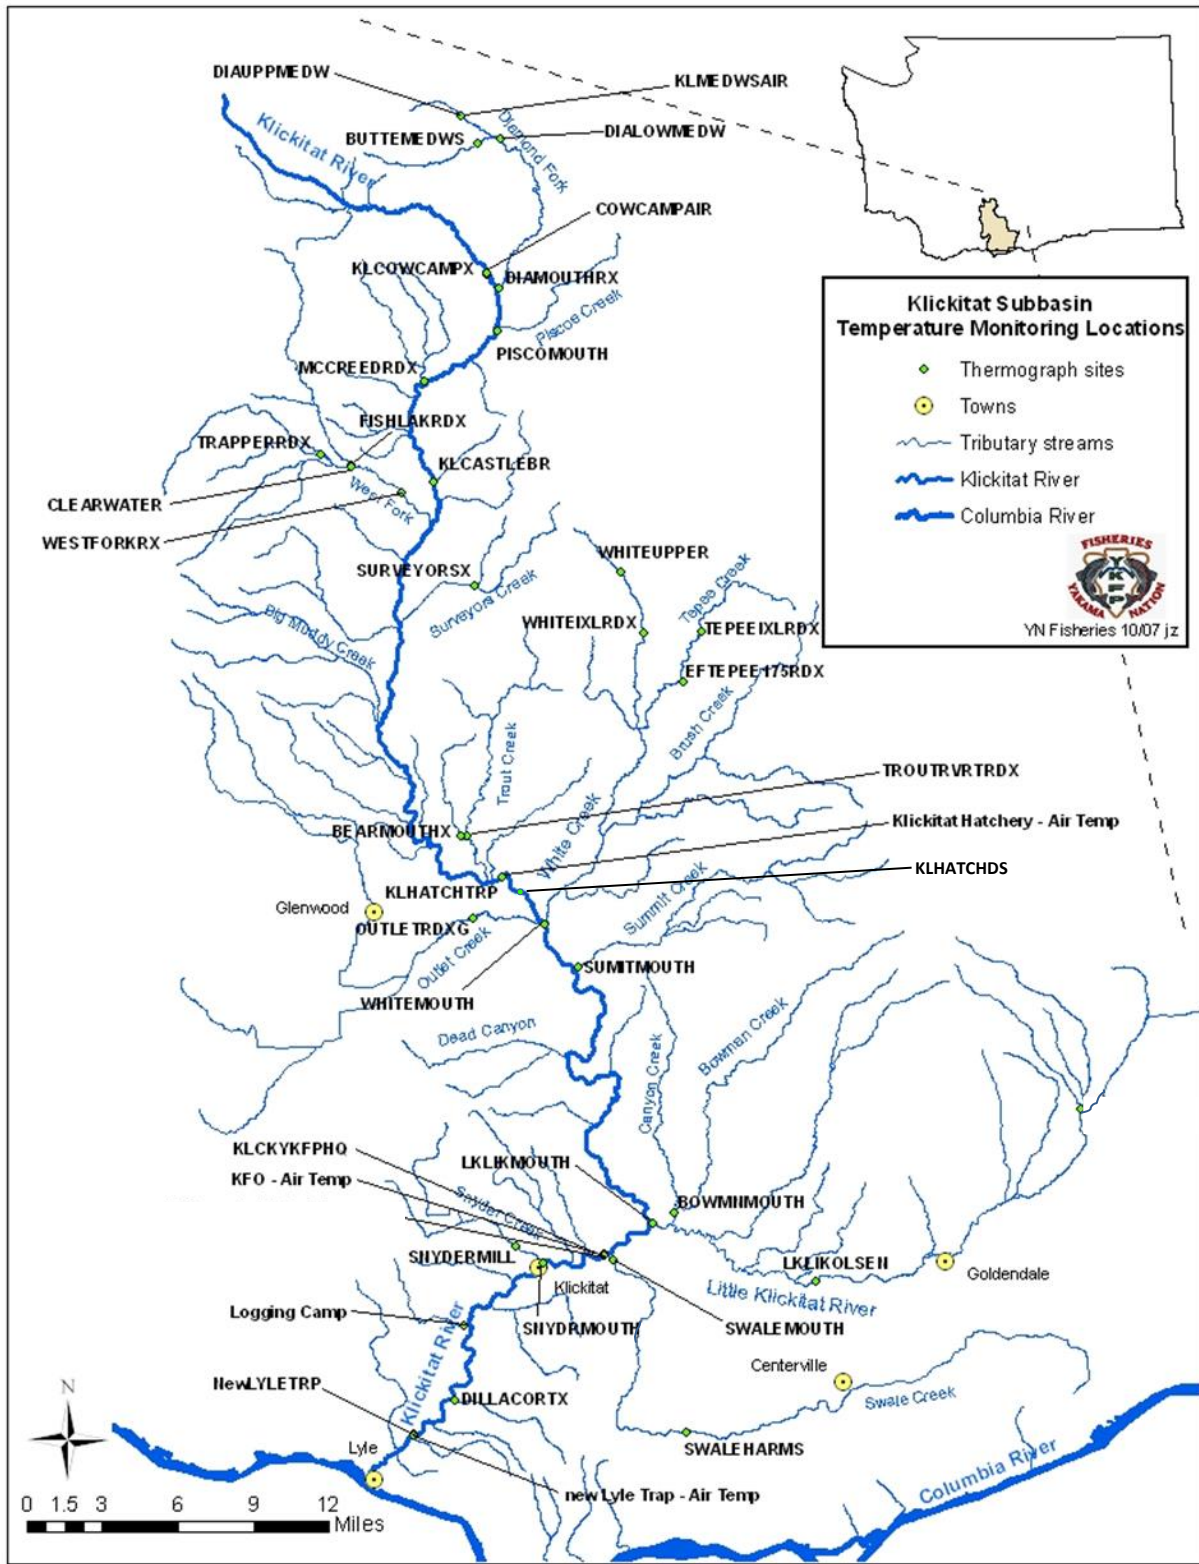 DIAUPPMEDW
KLMEDWSAIR
Klickitat River
BUTTEMEDWS
Diamond Fork
DIALOWMEDW
COWCAMPAIR
KLCOWCAMPX
DIAMOUTHRX
Piscoe Creek
PISCOMOUTH
MCCREEDRDX
Klickitat Subbasin
Temperature Monitoring Locations
Thermograph sites
Towns
Tributary streams
Klickitat River
Columbia River
FISHERIES
YKFP
YAKAMA NATION
YN Fisheries 10/07 jz
FISHLAKRDX
TRAPPERRDX
KLCASTLEBR
CLEARWATER
West Fork
WESTFORKRX
SURVEYORSX
Surveyors Creek
WHITEUPPER
Tepee Creek
Big Muddy Creek
WHITEIXLRDX
TEPEEIXLRDX
EFTEPEE175RDX
Brush Creek
Trout Creek
TROUTRVRTRDX
BEARMOUTHX
White Creek
Klickitat Hatchery - Air Temp
KLHATCHTRP
KLHATCHDS
Glenwood
OUTLETRDXG
Outlet Creek
Summit Creek
SUMITMOUTH
WHITEMOUTH
Dead Canyon
Canyon Creek
Bowman Creek
KLCKYKFPHQ
LKLIKMOUTH
KFO - Air Temp
Snyder Creek
BOWMNMOUTH
SNYDERMILL
Klickitat
LKLIKOLSEN
Goldendale
Little Klickitat River
Logging Camp
SNYDRMOUTH
SWALEMOUTH
Klickitat River
Centerville
NewLYLETRP
DILLACORTX
Swale Creek
N
Lyle
SWALEHARMS
Columbia River
new Lyle Trap - Air Temp
0 1.5 3 6 9 12
Miles